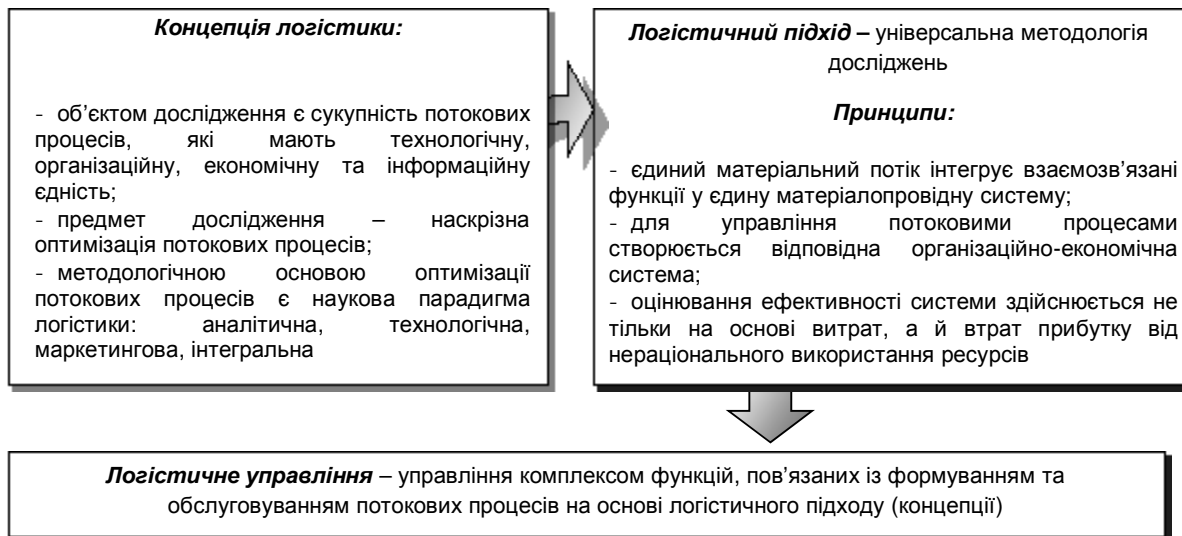 Концепція логістики:
- об’єктом дослідження є сукупність потокових
процесів, які мають технологічну,
організаційну, економічну та інформаційну
єдність;
- предмет дослідження – наскрізна
оптимізація потокових процесів;
- методологічною основою оптимізації
потокових процесів є наукова парадигма
логістики: аналітична, технологічна,
маркетингова, інтегральна
Логістичний підхід – універсальна методологія
досліджень
Принципи:
- єдиний матеріальний потік інтегрує взаємозв’язані
функції у єдину матеріалопровідну систему;
- для управління потоковими процесами
створюється відповідна організаційно-економічна
система;
- оцінювання ефективності системи здійснюється не
тільки на основі витрат, а й втрат прибутку від
нераціонального використання ресурсів
Логістичне управління – управління комплексом функцій, пов’язаних із формуванням та
обслуговуванням потокових процесів на основі логістичного підходу (концепції)